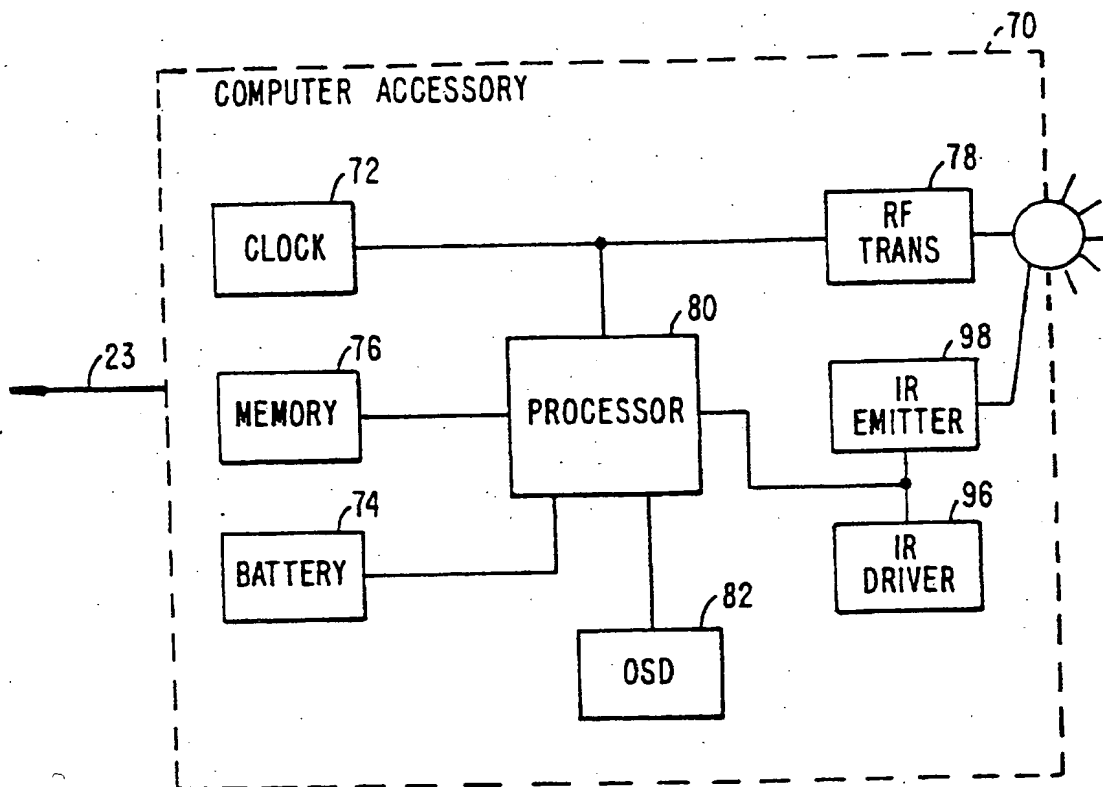 70
COMPUTER ACCESSORY
72
CLOCK
78
RF
TRANS
23
76
MEMORY
80
PROCESSOR
98
IR
EMITTER
74
BATTERY
96
IR
DRIVER
82
OSD